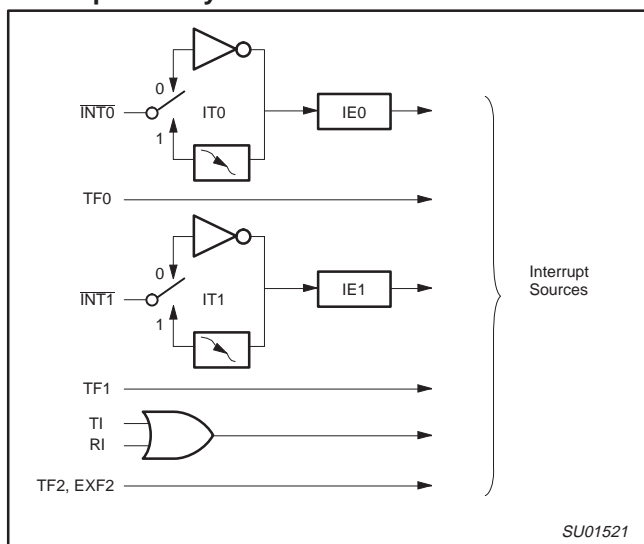 0
INT0
IT0
IE0
1
TF0
0
INT1
IT1
IE1
1
Interrupt
Sources
TF1
TI
RI
TF2, EXF2
SU01521